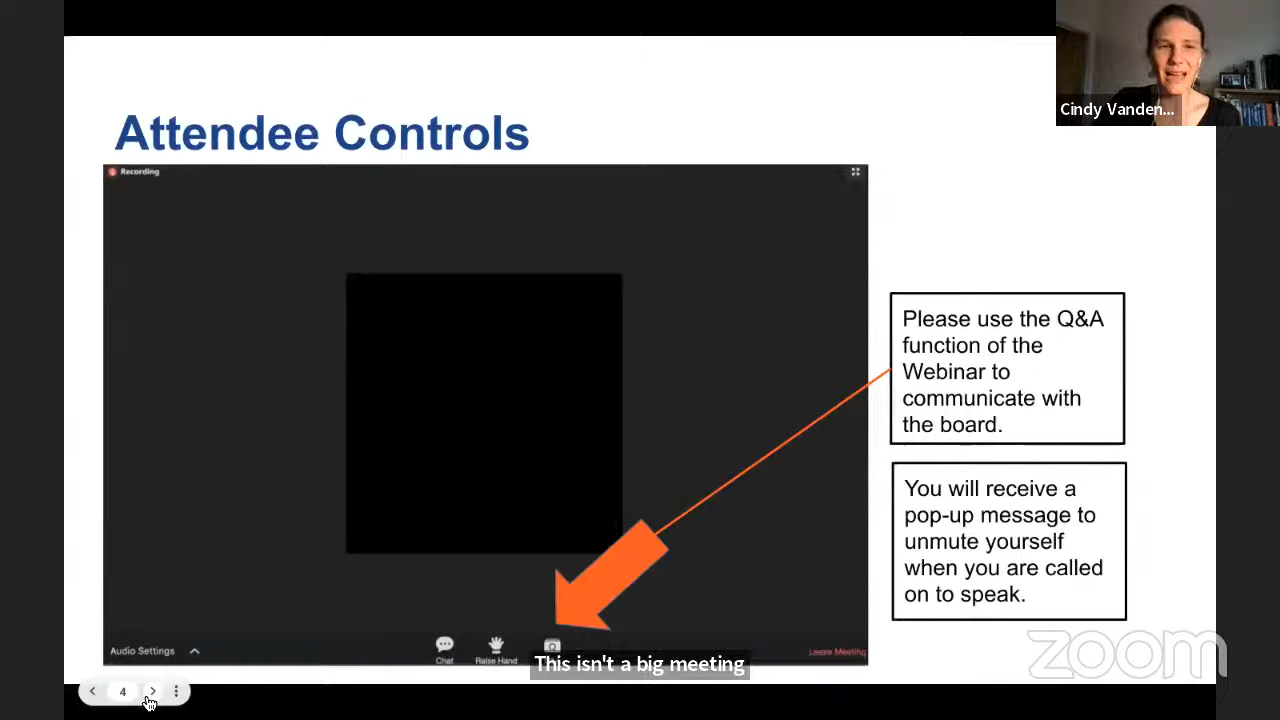 Cindy Vanden...
Attendee Controls
Recording
Please use the Q&A
function of the
Webinar to
communicate with
the board.
You will receive a
pop-up message to
unmute yourself
when you are called
on to speak.
Audio Settings
Chat
Raise Hand
Leave Meeting
This isn't a big meeting
zoom
4